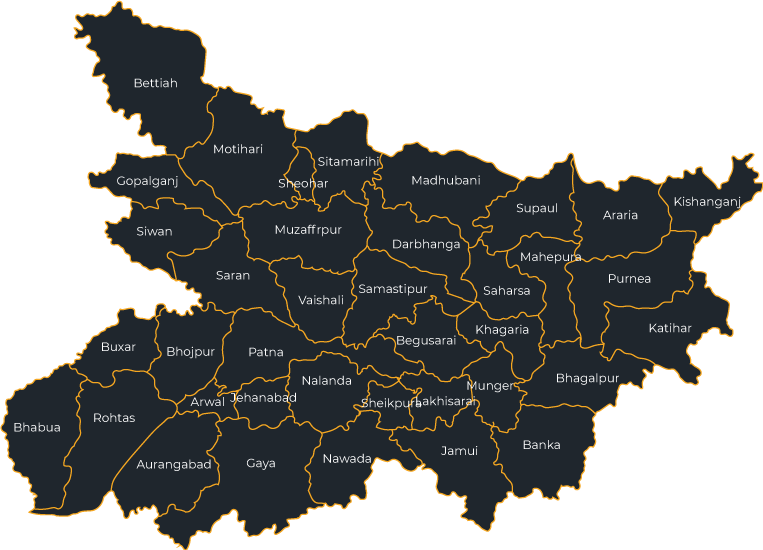 Bettiah
Motihari
Sitamarihi
Sheohar
Gopalganj
Madhubani
Kishanganj
Supaul
Araria
Siwan
Muzaffrpur
Darbhanga
Mahepura
Saran
Purnea
Samastipur
Saharsa
Vaishali
Khagaria
Katihar
Begusarai
Buxar
Bhojpur
Patna
Nalanda
Munger
Bhagalpur
Arwal
Jehanabad
Sheikpura
Lakhisarai
Rohtas
Bhabua
Banka
Jamui
Nawada
Gaya
Aurangabad